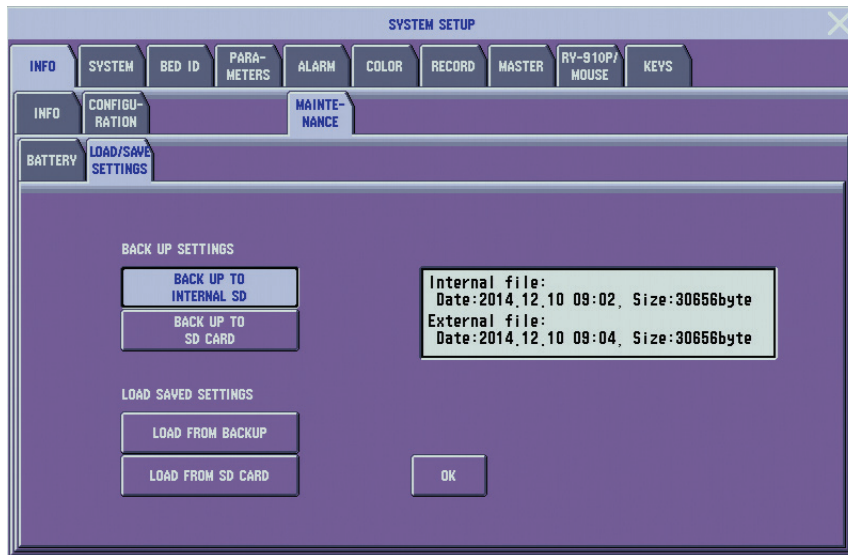 SYSTEM SETUP
INFO SYSTEM BED ID PARA-METERS ALARM COLOR RECORD MASTER RY-910P/MOUSE KEYS
INFO CONFIGU-RATION MAINTE-NANCE
BATTERY LOAD/SAVE SETTINGS
BACK UP SETTINGS
BACK UP TO
INTERNAL SD
BACK UP TO
SD CARD
Internal file:
Date:2014.12.10 09:02, Size:30656byte
External file:
Date:2014.12.10 09:04, Size:30656byte
LOAD SAVED SETTINGS
LOAD FROM BACKUP
LOAD FROM SD CARD
OK